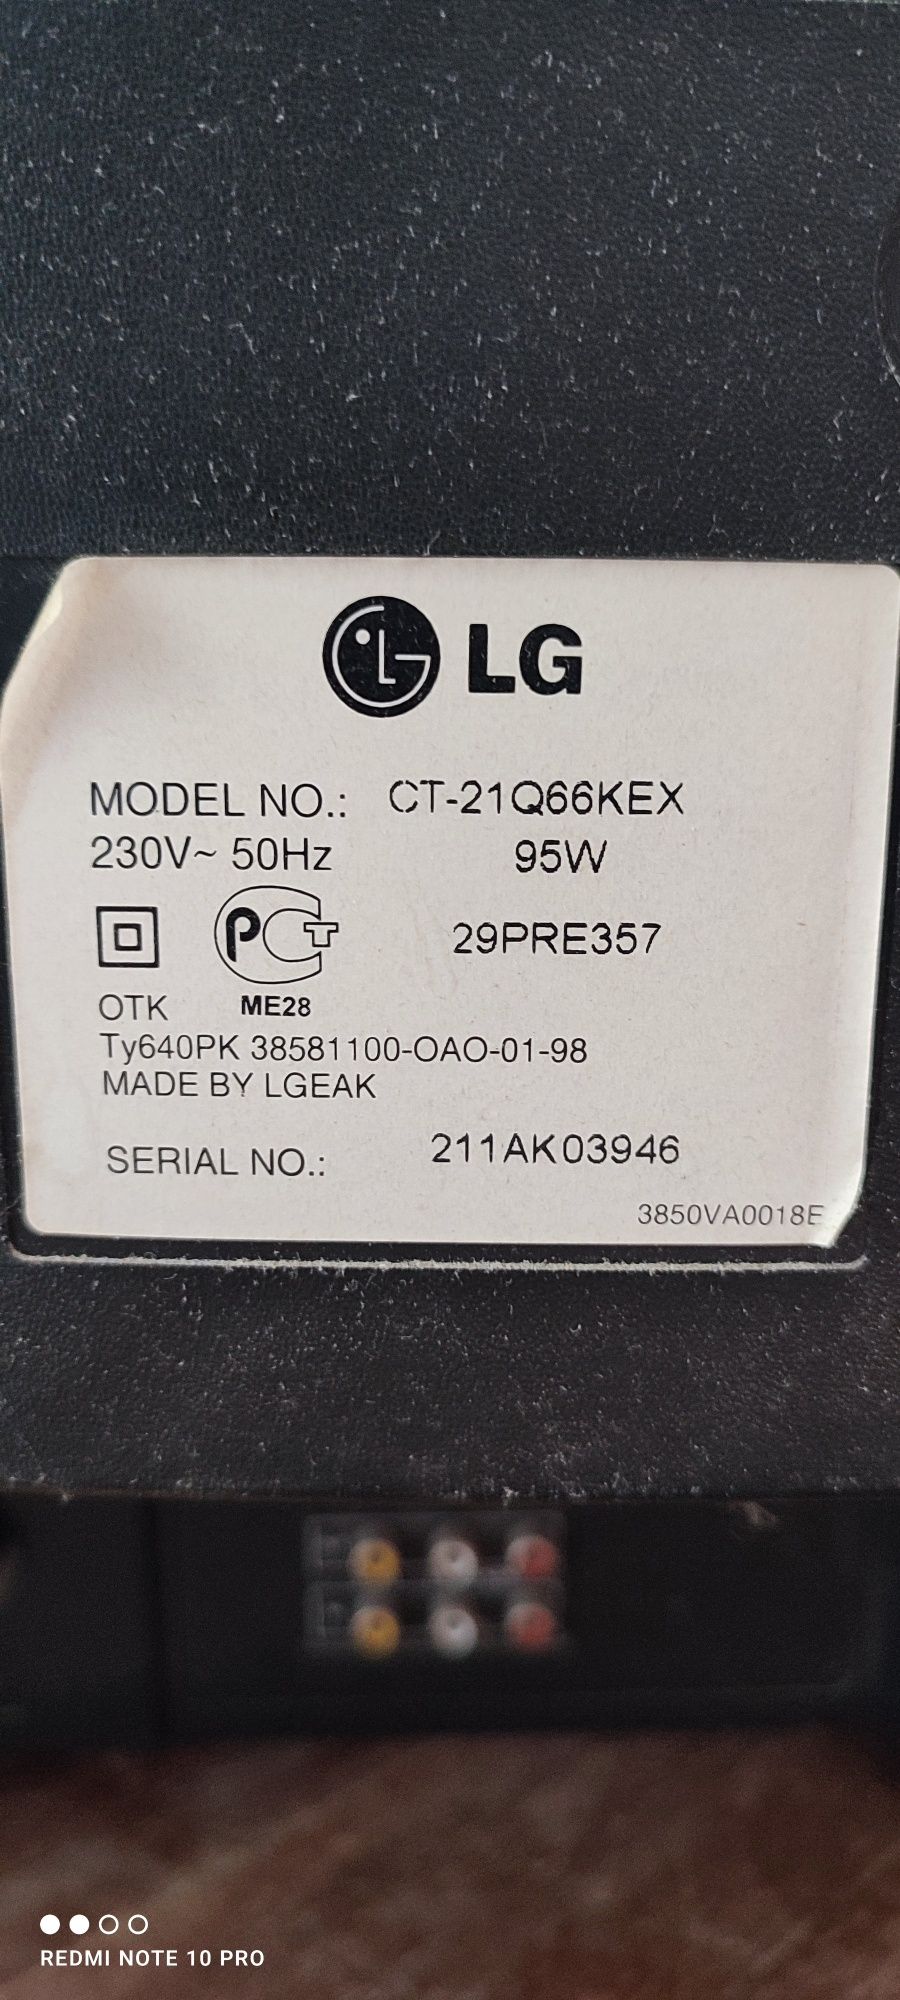 LG
MODEL NO.: CT-21Q66KEX
230V~ 50Hz 95W
РСТ 29PRE357
OTK ME28
Ty640PK 38581100-OAO-01-98
MADE BY LGEAK
SERIAL NO.: 211AK03946
3850VA0018E
REDMI NOTE 10 PRO